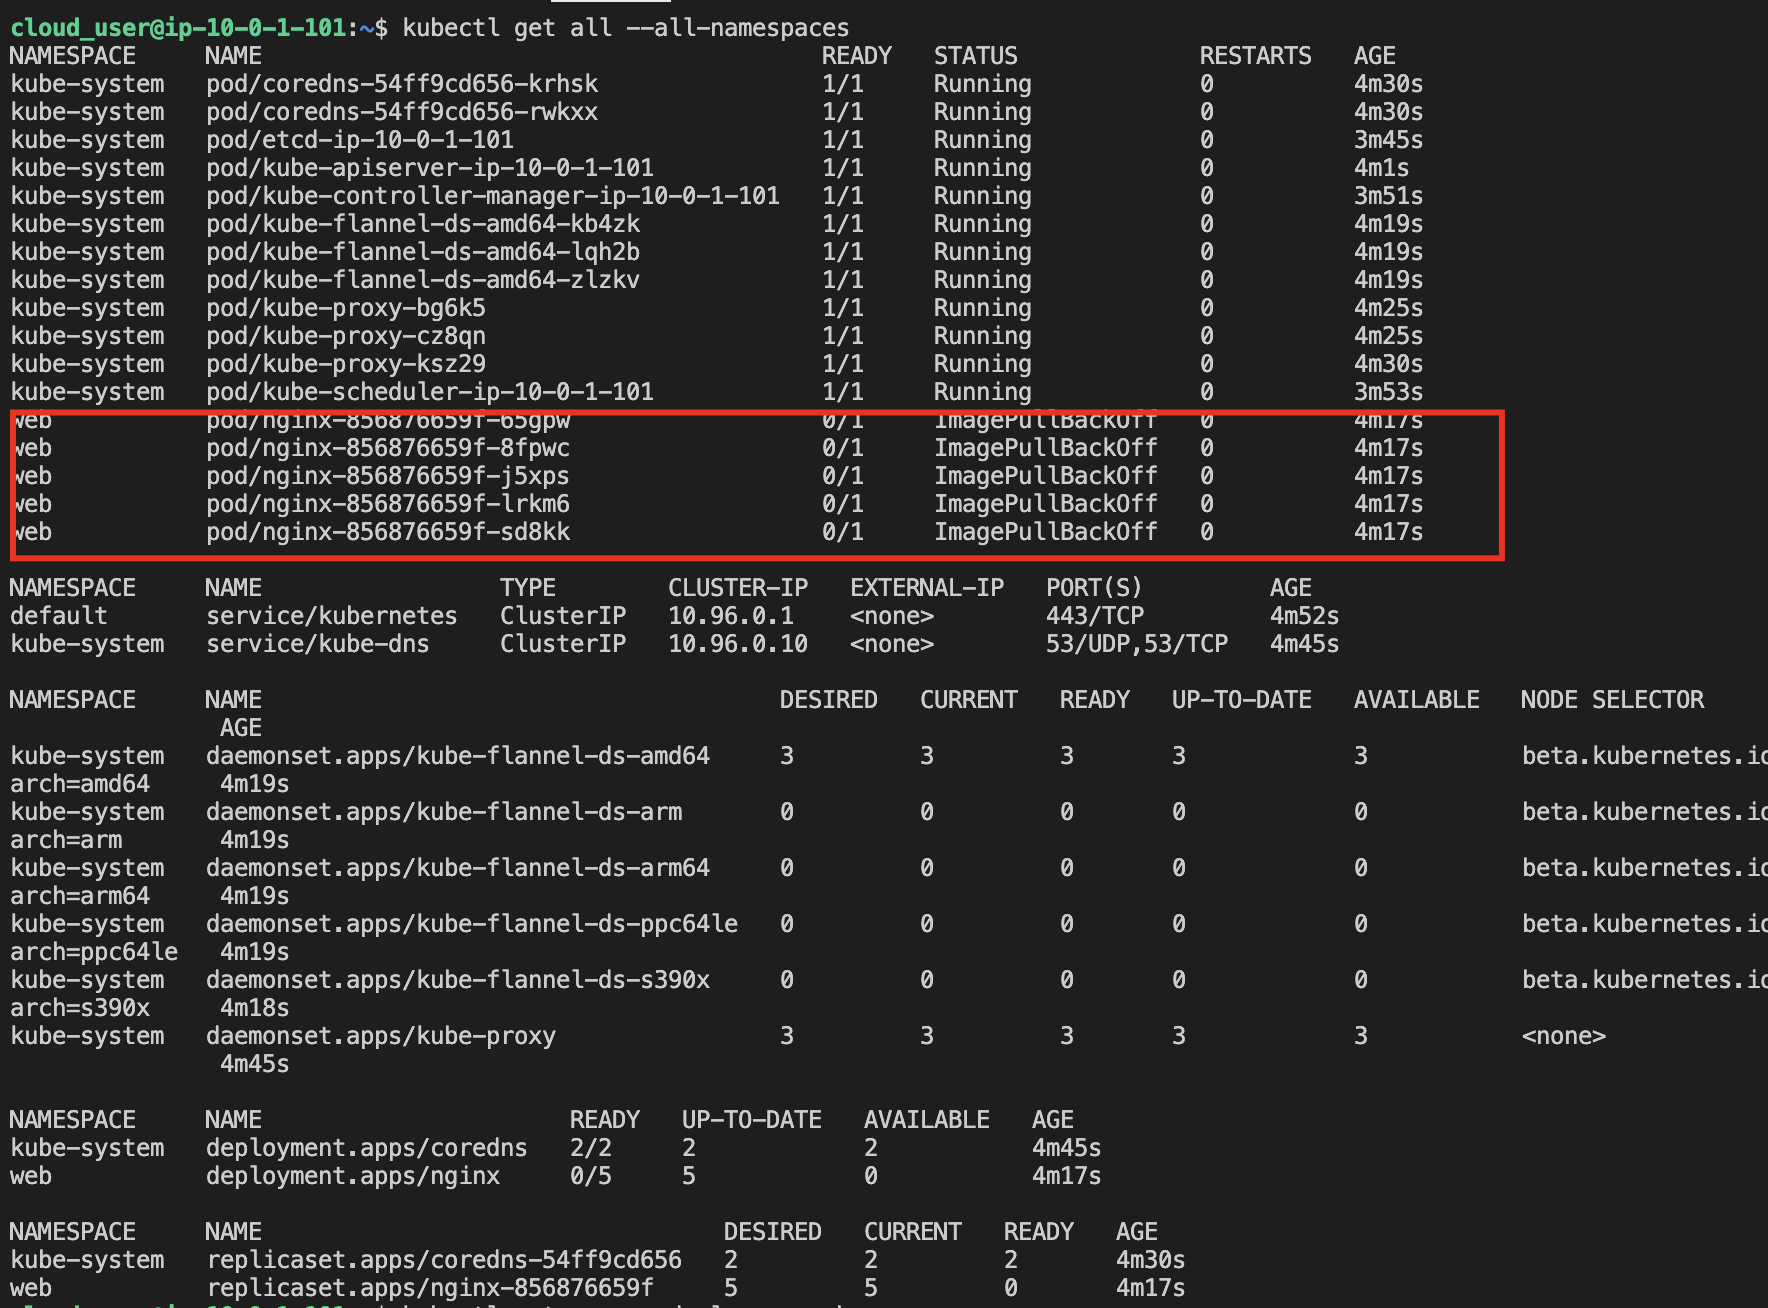 cloud_user@ip-10-0-1-101:~$ kubectl get all --all-namespaces
NAMESPACE NAME READY STATUS RESTARTS AGE
kube-system pod/coredns-54ff9cd656-krhsk 1/1 Running 0 4m30s
kube-system pod/coredns-54ff9cd656-rwkxx 1/1 Running 0 4m30s
kube-system pod/etcd-ip-10-0-1-101 1/1 Running 0 3m45s
kube-system pod/kube-apiserver-ip-10-0-1-101 1/1 Running 0 4m1s
kube-system pod/kube-controller-manager-ip-10-0-1-101 1/1 Running 0 3m51s
kube-system pod/kube-flannel-ds-amd64-kb4zk 1/1 Running 0 4m19s
kube-system pod/kube-flannel-ds-amd64-lqh2b 1/1 Running 0 4m19s
kube-system pod/kube-flannel-ds-amd64-zlzkv 1/1 Running 0 4m19s
kube-system pod/kube-proxy-bg6k5 1/1 Running 0 4m25s
kube-system pod/kube-proxy-cz8qn 1/1 Running 0 4m25s
kube-system pod/kube-proxy-ksz29 1/1 Running 0 4m30s
kube-system pod/kube-scheduler-ip-10-0-1-101 1/1 Running 0 3m53s
web pod/nginx-856876659f-65gpw 0/1 ImagePullBackOff 0 4m17s
web pod/nginx-856876659f-8fpwc 0/1 ImagePullBackOff 0 4m17s
web pod/nginx-856876659f-j5xps 0/1 ImagePullBackOff 0 4m17s
web pod/nginx-856876659f-lrkm6 0/1 ImagePullBackOff 0 4m17s
web pod/nginx-856876659f-sd8kk 0/1 ImagePullBackOff 0 4m17s
NAMESPACE NAME TYPE CLUSTER-IP EXTERNAL-IP PORT(S) AGE
default service/kubernetes ClusterIP 10.96.0.1 <none> 443/TCP 4m52s
kube-system service/kube-dns ClusterIP 10.96.0.10 <none> 53/UDP,53/TCP 4m45s
NAMESPACE NAME DESIRED CURRENT READY UP-TO-DATE AVAILABLE NODE SELECTOR
AGE
kube-system daemonset.apps/kube-flannel-ds-amd64 3 3 3 3 3 beta.kubernetes.io
arch=amd64 4m19s
kube-system daemonset.apps/kube-flannel-ds-arm 0 0 0 0 0 beta.kubernetes.io
arch=arm 4m19s
kube-system daemonset.apps/kube-flannel-ds-arm64 0 0 0 0 0 beta.kubernetes.io
arch=arm64 4m19s
kube-system daemonset.apps/kube-flannel-ds-ppc64le 0 0 0 0 0 beta.kubernetes.io
arch=ppc64le 4m19s
kube-system daemonset.apps/kube-flannel-ds-s390x 0 0 0 0 0 beta.kubernetes.io
arch=s390x 4m18s
kube-system daemonset.apps/kube-proxy 3 3 3 3 3 <none>
4m45s
NAMESPACE NAME READY UP-TO-DATE AVAILABLE AGE
kube-system deployment.apps/coredns 2/2 2 2 4m45s
web deployment.apps/nginx 0/5 5 0 4m17s
NAMESPACE NAME DESIRED CURRENT READY AGE
kube-system replicaset.apps/coredns-54ff9cd656 2 2 2 4m30s
web replicaset.apps/nginx-856876659f 5 5 0 4m17s